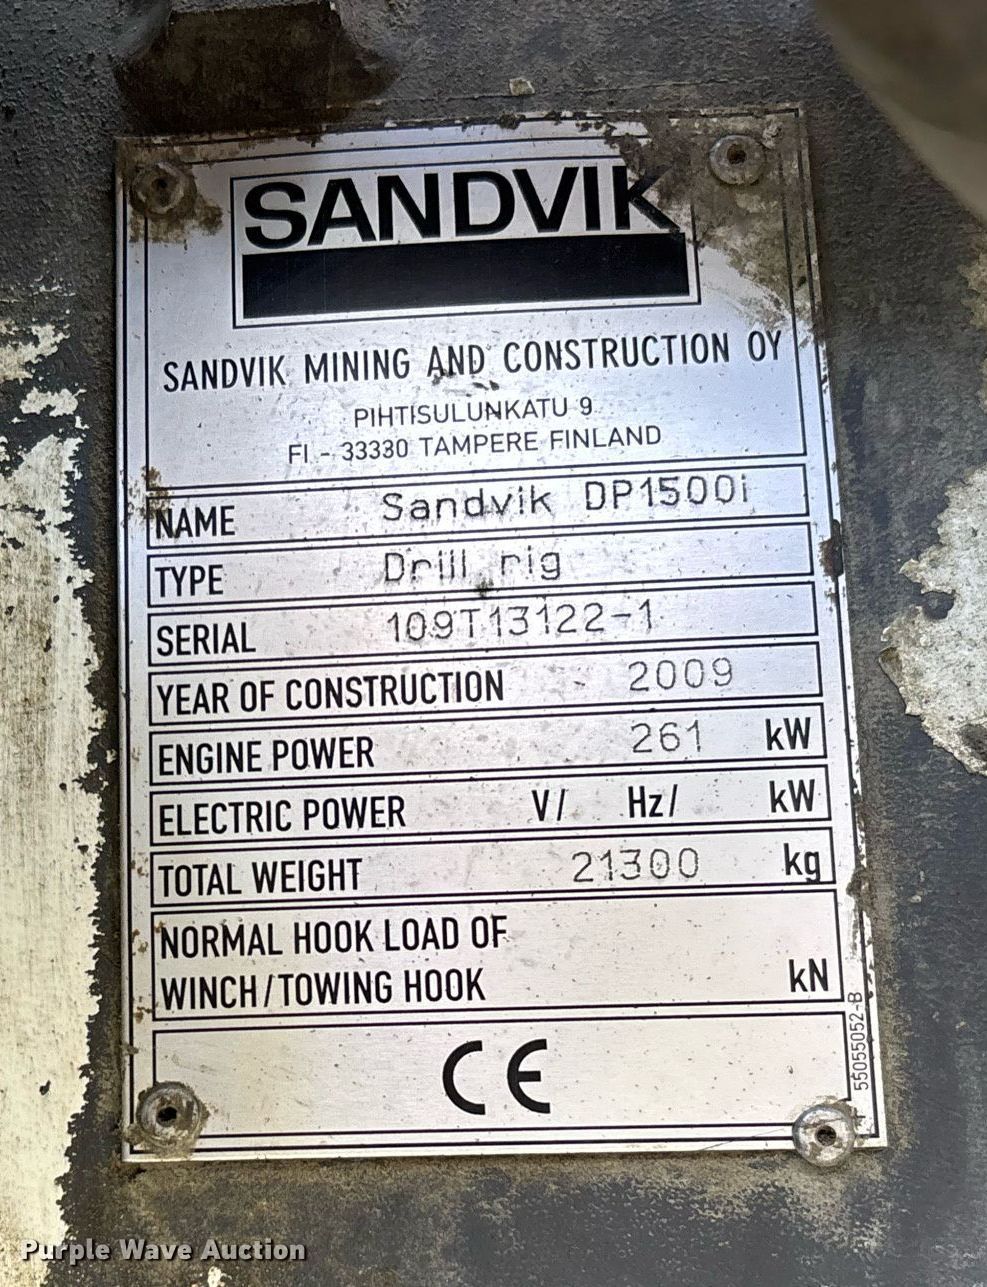 SANDVIK
SANDVIK MINING AND CONSTRUCTION OY
PIHTISULUNKATU 9
FI - 33330 TAMPERE FINLAND
NAME Sandvik DP1500i
TYPE Drill rig
SERIAL 109T13122-1
YEAR OF CONSTRUCTION 2009
ENGINE POWER 261 kW
ELECTRIC POWER V/ Hz/ kW
TOTAL WEIGHT 21300 kg
NORMAL HOOK LOAD OF
WINCH/TOWING HOOK kN
CE
55055052-B
Purple Wave Auction